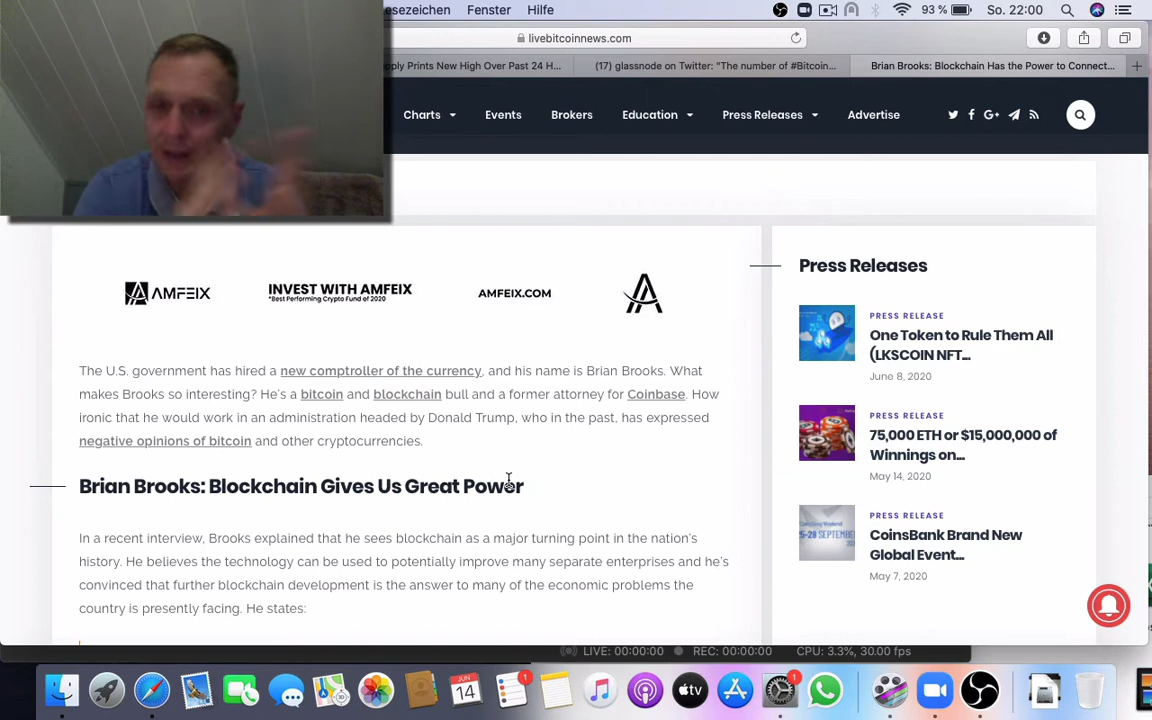 esezeichen Fenster Hilfe 93 % So. 22:00
livebitcoinnews.com
pply Prints New High Over Past 24 H...
(17) glassnode on Twitter: "The number of #Bitcoin...
Brian Brooks: Blockchain Has the Power to Connect...
Charts Events Brokers Education Press Releases Advertise
AMFEIX
INVEST WITH AMFEIX
*Best Performing Crypto Fund of 2020
AMFEIX.COM
The U.S. government has hired a new comptroller of the currency, and his name is Brian Brooks. What
makes Brooks so interesting? He's a bitcoin and blockchain bull and a former attorney for Coinbase. How
ironic that he would work in an administration headed by Donald Trump, who in the past, has expressed
negative opinions of bitcoin and other cryptocurrencies.
Brian Brooks: Blockchain Gives Us Great Power
In a recent interview, Brooks explained that he sees blockchain as a major turning point in the nation's
history. He believes the technology can be used to potentially improve many separate enterprises and he's
convinced that further blockchain development is the answer to many of the economic problems the
country is presently facing. He states:
Press Releases
PRESS RELEASE
One Token to Rule Them All
(LKSCOIN NFT...
June 8, 2020
PRESS RELEASE
75,000 ETH or $15,000,000 of
Winnings on...
May 14, 2020
PRESS RELEASE
CoinsBank Brand New
Global Event...
May 7, 2020
LIVE: 00:00:00 REC: 00:00:00 CPU: 3.3%, 30.00 fps
JUN
14
1
tv
1